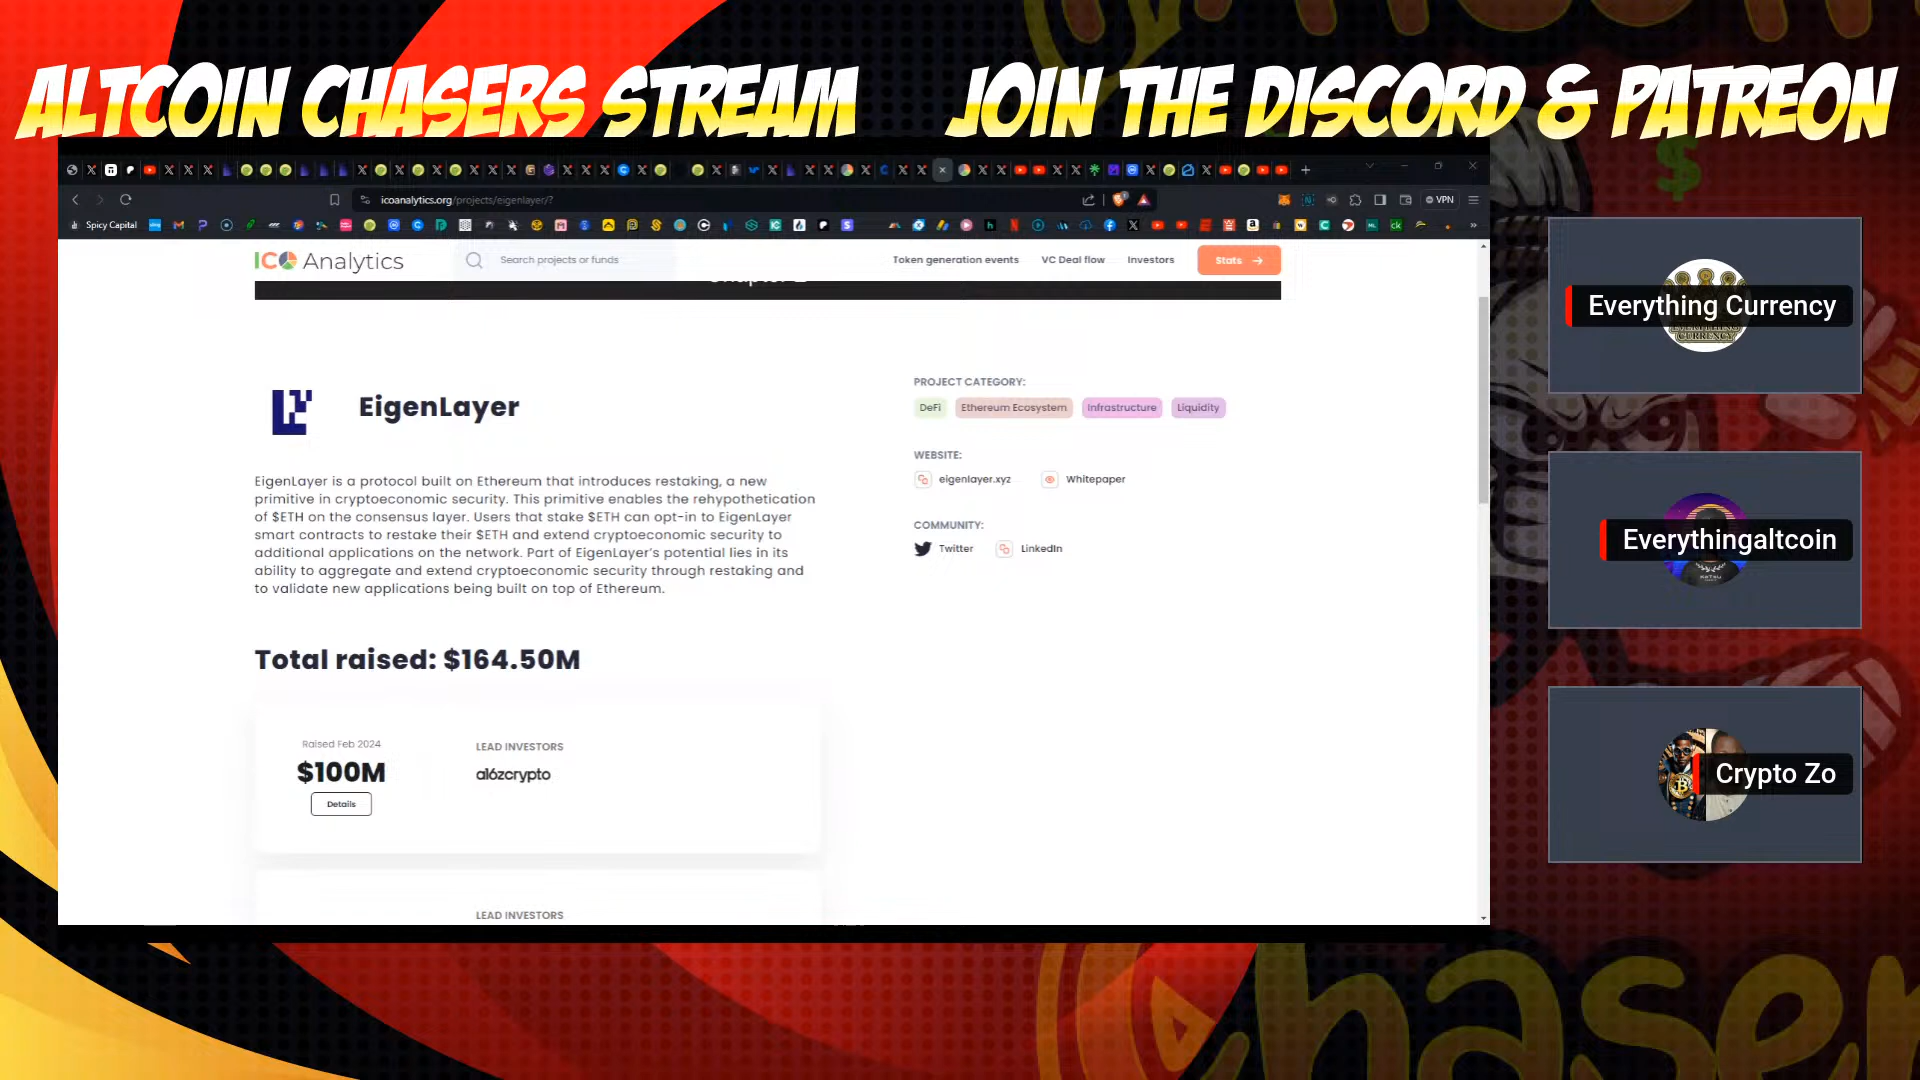 ALTCOIN CHASERS STREAM
JOIN THE DISCORD & PATREON
icoanalytics.org/projects/eigenlayer/?
VPN
Spicy Capital
ICO Analytics
Search projects or funds
Token generation events
VC Deal flow
Investors
Stats
EigenLayer
EigenLayer is a protocol built on Ethereum that introduces restaking, a new
primitive in cryptoeconomic security. This primitive enables the rehypothetication
of $ETH on the consensus layer. Users that stake $ETH can opt-in to EigenLayer
smart contracts to restake their $ETH and extend cryptoeconomic security to
additional applications on the network. Part of EigenLayer's potential lies in its
ability to aggregate and extend cryptoeconomic security through restaking and
to validate new applications being built on top of Ethereum.
PROJECT CATEGORY:
DeFi
Ethereum Ecosystem
Infrastructure
Liquidity
WEBSITE:
eigenlayer.xyz
Whitepaper
COMMUNITY:
Twitter
LinkedIn
Total raised: $164.50M
Raised Feb 2024
$100M
Details
LEAD INVESTORS
a16zcrypto
LEAD INVESTORS
Everything Currency
Everythingaltcoin
Crypto Zo